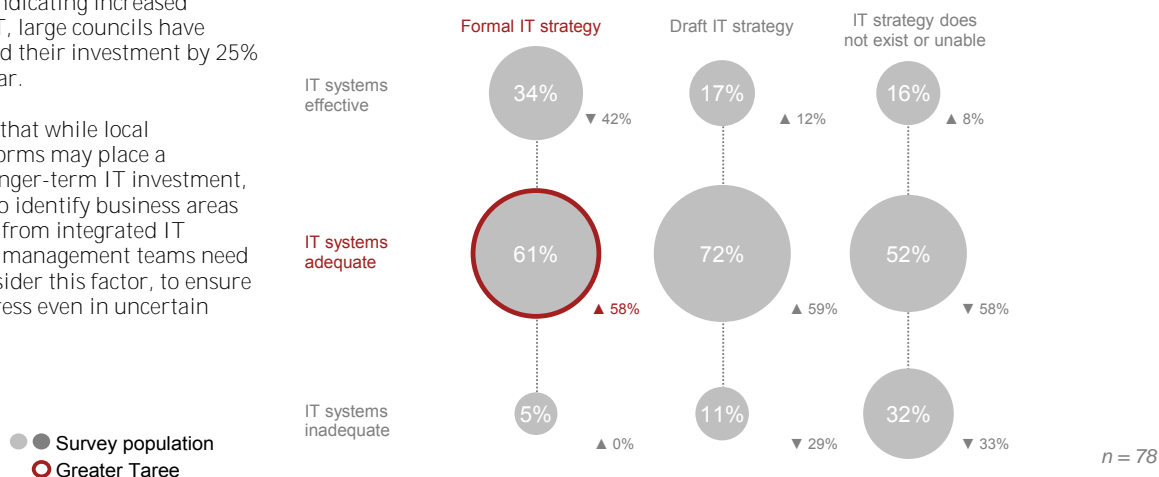 ndicating increased
T, large councils have
d their investment by 25%
ar.
that while local
orms may place a
nger-term IT investment,
o identify business areas
from integrated IT
management teams need
sider this factor, to ensure
ress even in uncertain
Formal IT strategy
Draft IT strategy
IT strategy does
not exist or unable
IT systems
effective
34%
▼ 42%
17%
▲ 12%
16%
▲ 8%
IT systems
adequate
61%
▲ 58%
72%
▲ 59%
52%
▼ 58%
IT systems
inadequate
5%
▲ 0%
11%
▼ 29%
32%
▼ 33%
Survey population
Greater Taree
n = 78